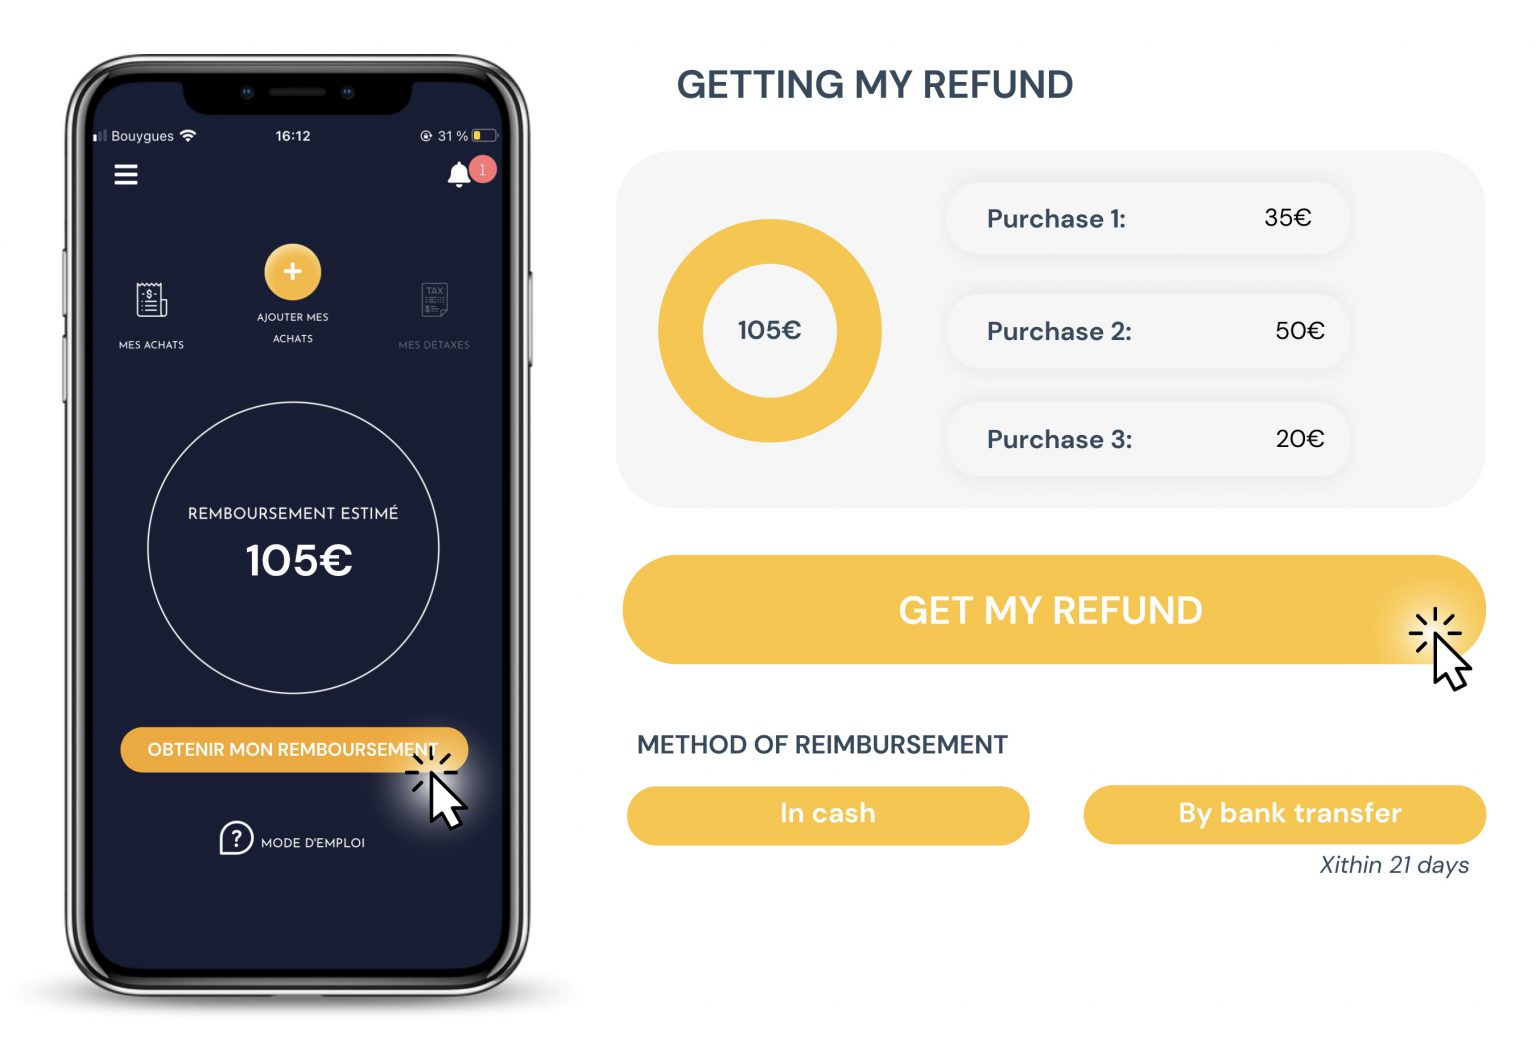 Bouygues
16:12
31 %
1
MES ACHATS
+
AJOUTER MES
ACHATS
TAX
$
MES DÉTAXES
REMBOURSEMENT ESTIMÉ
105€
OBTENIR MON REMBOURSEMENT
? MODE D'EMPLOI
GETTING MY REFUND
105€
Purchase 1: 35€
Purchase 2: 50€
Purchase 3: 20€
GET MY REFUND
METHOD OF REIMBURSEMENT
In cash
By bank transfer
Xithin 21 days